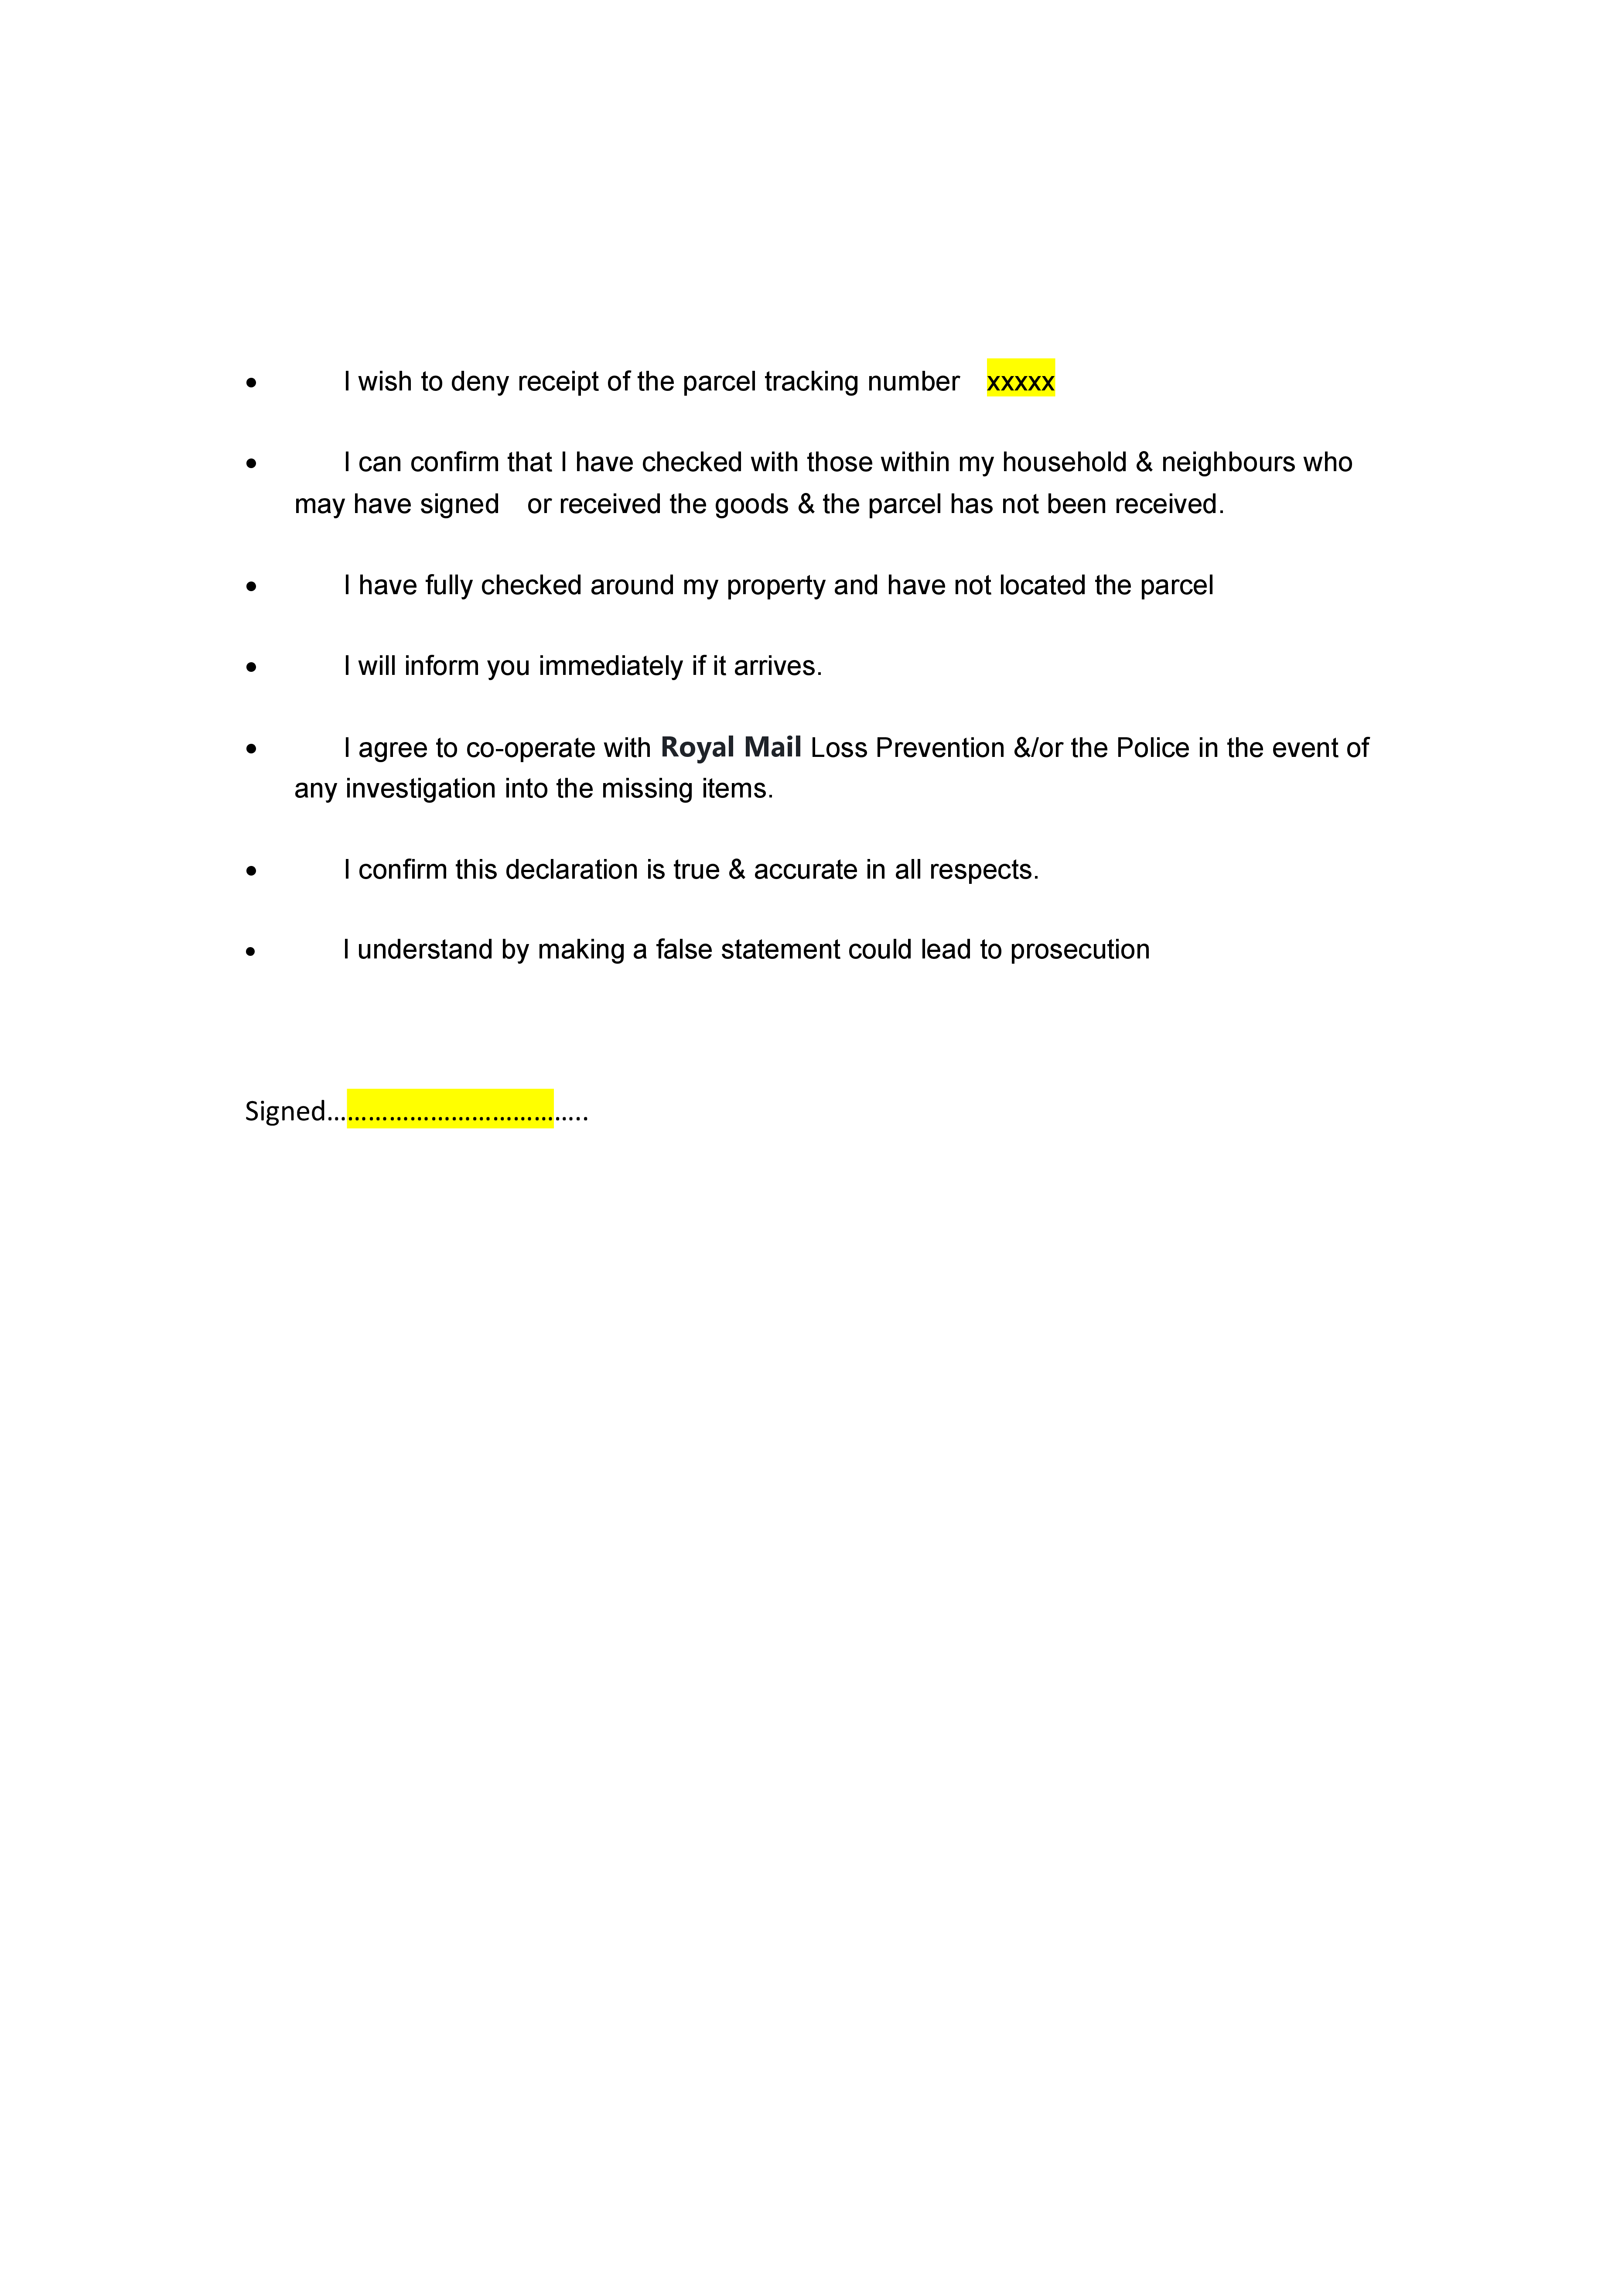 • I wish to deny receipt of the parcel tracking number xxxxx
• I can confirm that I have checked with those within my household & neighbours who
may have signed or received the goods & the parcel has not been received.
• I have fully checked around my property and have not located the parcel
• I will inform you immediately if it arrives.
• I agree to co-operate with Royal Mail Loss Prevention &/or the Police in the event of
any investigation into the missing items.
• I confirm this declaration is true & accurate in all respects.
• I understand by making a false statement could lead to prosecution
Signed……………………………….…..